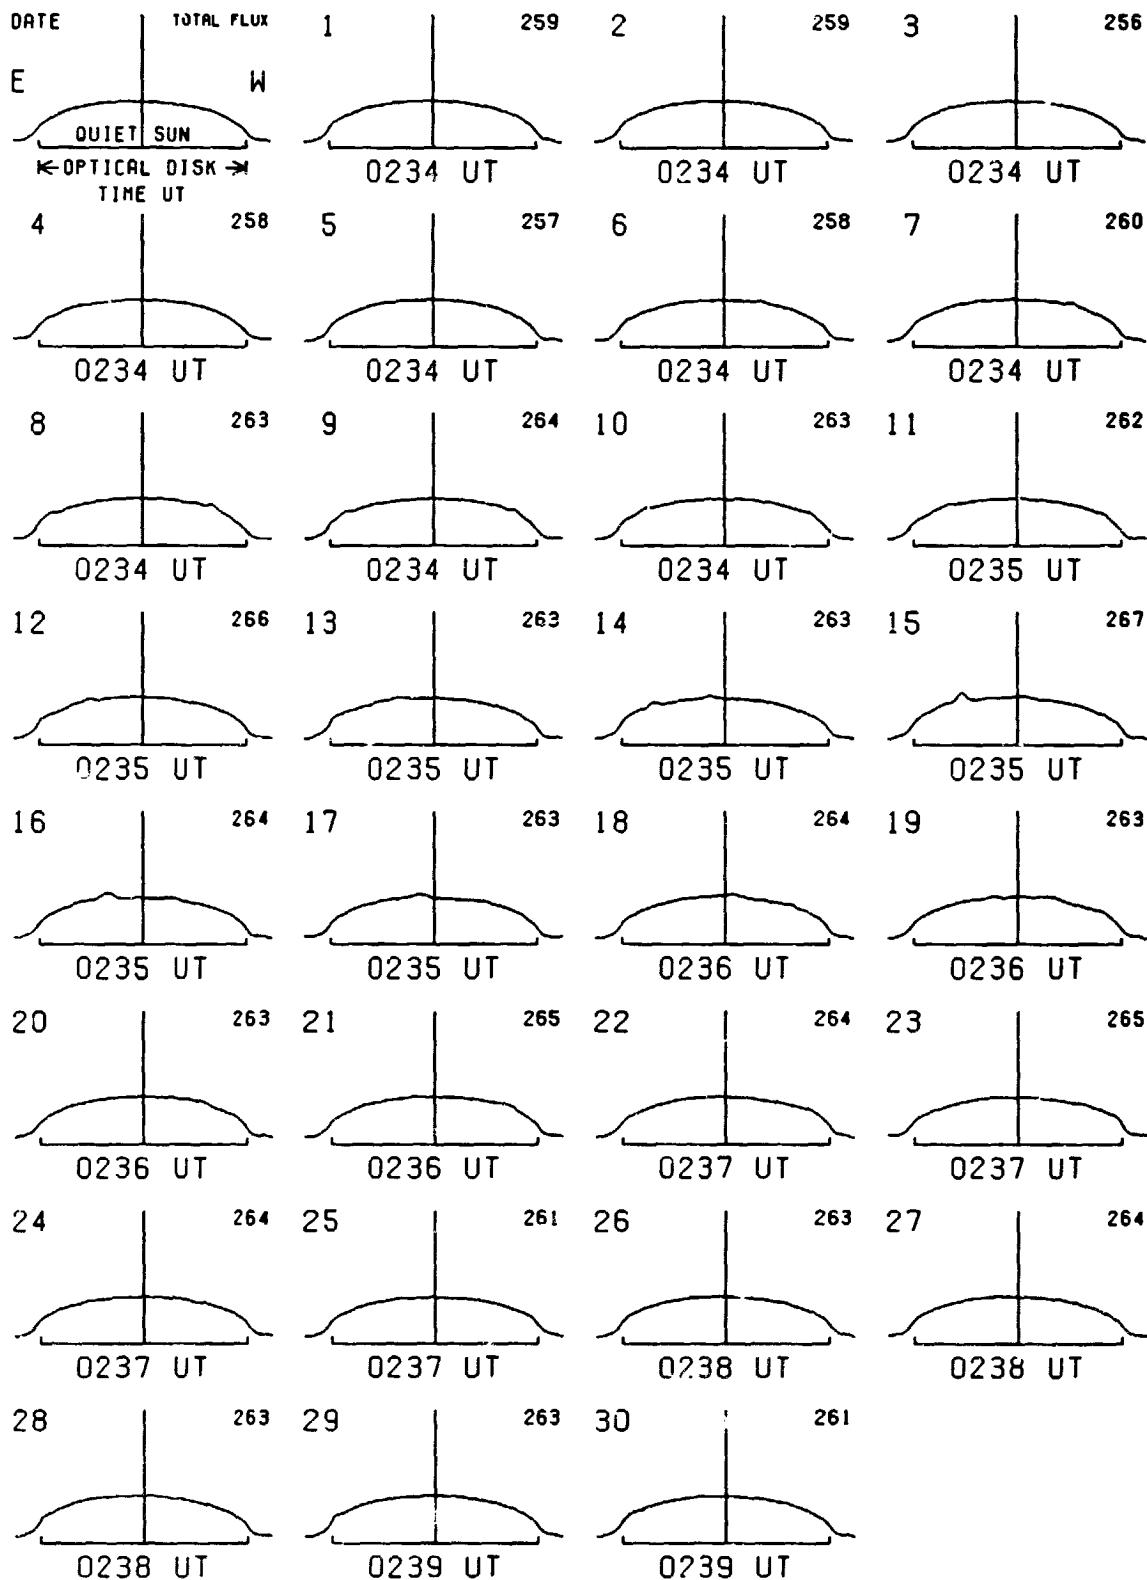 DATE TOTAL FLUX 1 259 2 259 3 256
E W
QUIET SUN
OPTICAL DISK 0234 UT 0234 UT 0234 UT
TIME UT
4 258 5 257 6 258 7 260
0234 UT 0234 UT 0234 UT 0234 UT
8 263 9 264 10 263 11 262
0234 UT 0234 UT 0234 UT 0235 UT
12 266 13 263 14 263 15 267
0235 UT 0235 UT 0235 UT 0235 UT
16 264 17 263 18 264 19 263
0235 UT 0235 UT 0236 UT 0236 UT
20 263 21 265 22 264 23 265
0236 UT 0236 UT 0237 UT 0237 UT
24 264 25 261 26 263 27 264
0237 UT 0237 UT 0238 UT 0238 UT
28 263 29 263 30 261
0238 UT 0239 UT 0239 UT